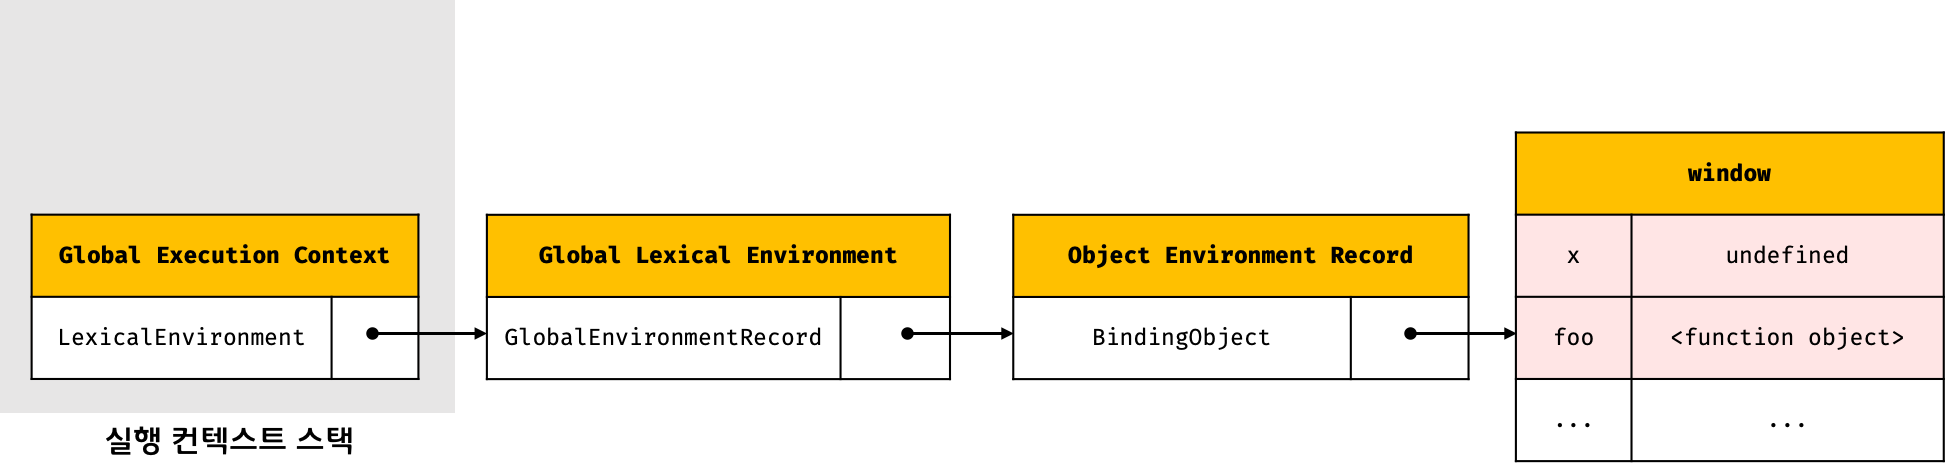 Global Execution Context
LexicalEnvironment
실행 컨텍스트 스택
Global Lexical Environment
GlobalEnvironmentRecord
Object Environment Record
BindingObject
window
x undefined
foo <function object>
... ...